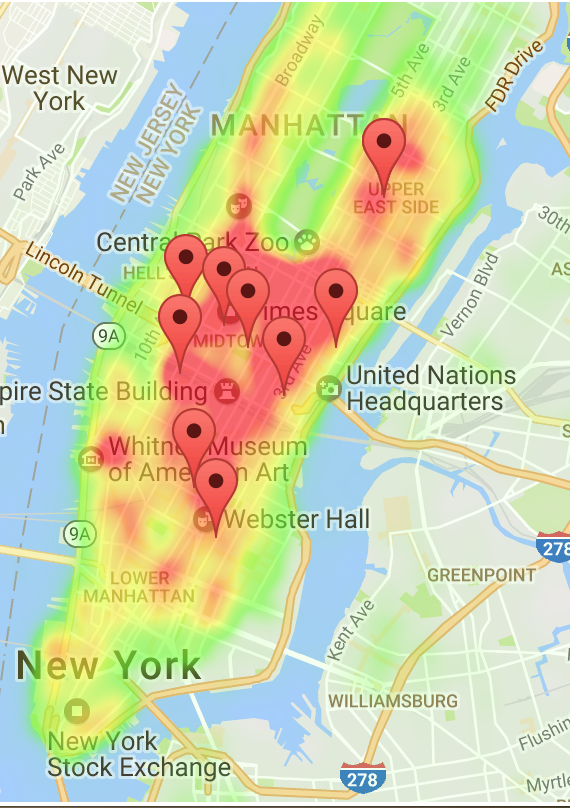 Broadway
5th Ave
3rd Ave
FDR Drive
West New
York
NEW JERSEY
NEW YORK
MANHATTAN
Park Ave
UPPER
EAST SIDE
30th
Central Park Zoo
Lincoln Tunnel
HELL
AS
Vernon Blvd
imes
quare
9A
10th
MIDTOW
3rd Ave
pire State Building
United Nations
Headquarters
Whitn
Museum
of Ame
n Art
Webster Hall
9A
278
LOWER
MANHATTAN
GREENPOINT
Kent Ave
New York
WILLIAMSBURG
New York
Stock Exchange
Flushin
278
Myrtle